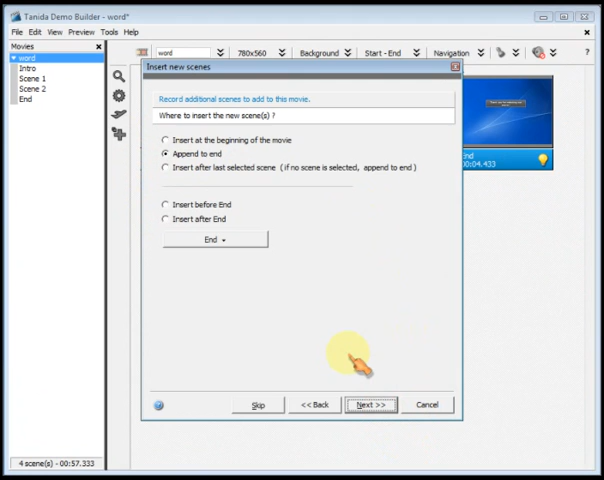 Tanida Demo Builder - word*
File Edit View Preview Tools Help
Movies
word
Intro
Scene 1
Scene 2
End
word 780x560 Background Start - End Navigation ?
Insert new scenes
Record additional scenes to add to this movie.
Where to insert the new scene(s) ?
Insert at the beginning of the movie
Append to end
Insert after last selected scene ( if no scene is selected, append to end )
Insert before End
Insert after End
End
Skip << Back Next >> Cancel
End
00:04.433
4 scene(s) - 00:57.333